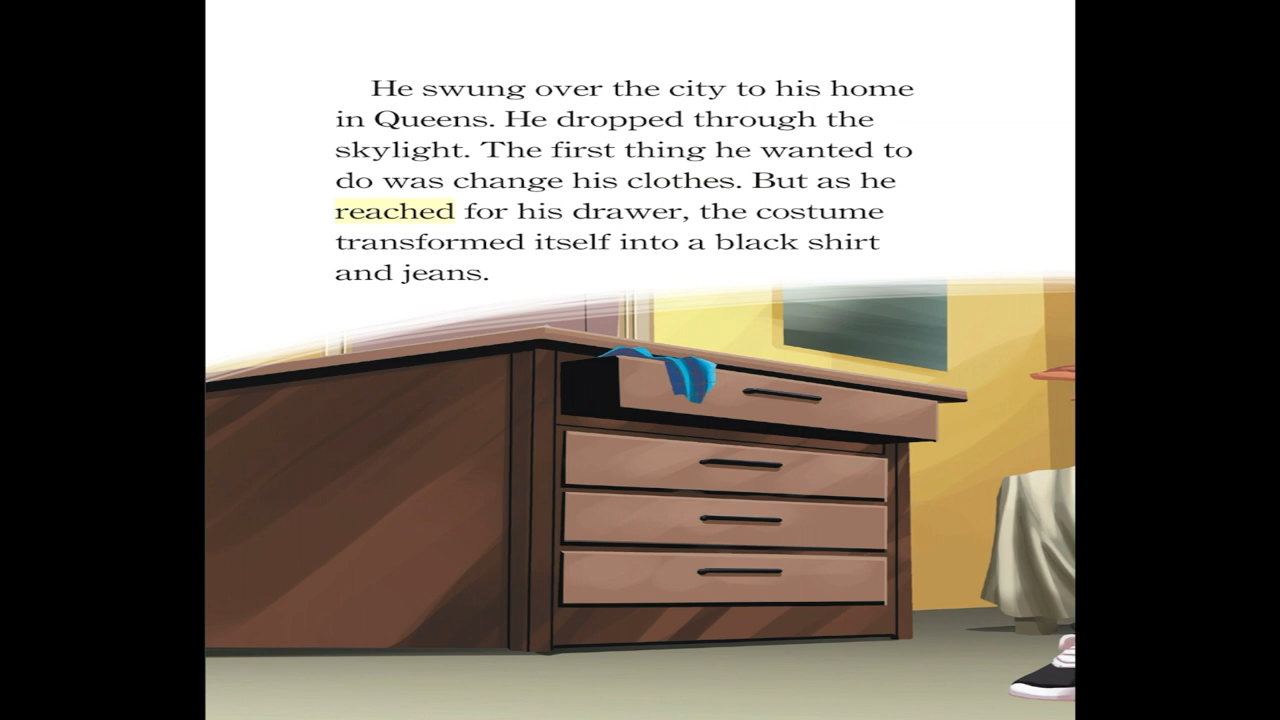 He swung over the city to his home
in Queens. He dropped through the
skylight. The first thing he wanted to
do was change his clothes. But as he
reached for his drawer, the costume
transformed itself into a black shirt
and jeans.